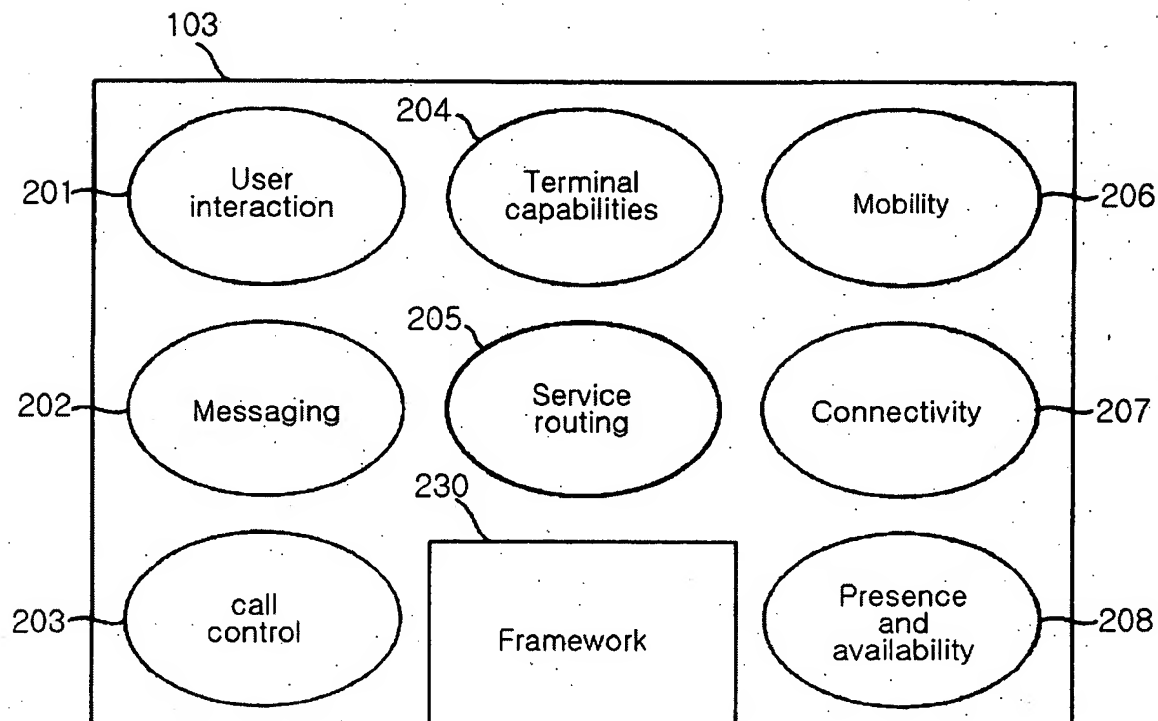 103
204
User
interaction
Terminal
capabilities
Mobility
201
206
205
Messaging
Service
routing
Connectivity
202
207
230
call
control
Framework
Presence
and
availability
203
208